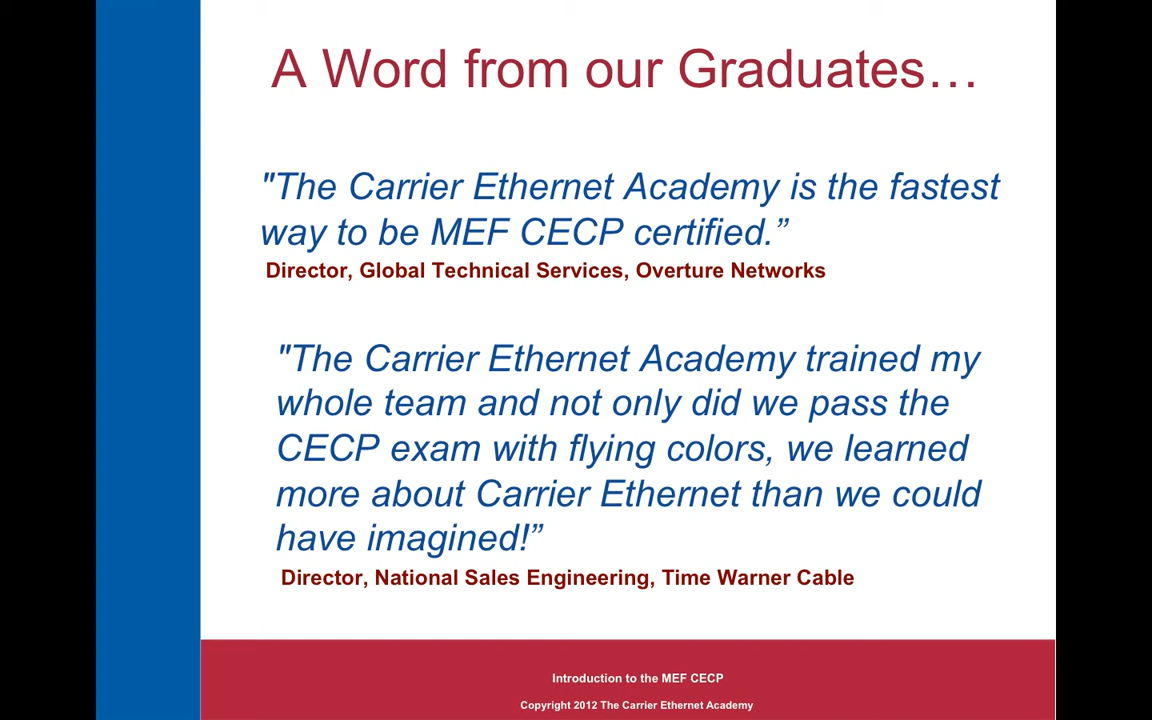 A Word from our Graduates…
"The Carrier Ethernet Academy is the fastest
way to be MEF CECP certified.”
Director, Global Technical Services, Overture Networks
"The Carrier Ethernet Academy trained my
whole team and not only did we pass the
CECP exam with flying colors, we learned
more about Carrier Ethernet than we could
have imagined!”
Director, National Sales Engineering, Time Warner Cable
Introduction to the MEF CECP
Copyright 2012 The Carrier Ethernet Academy